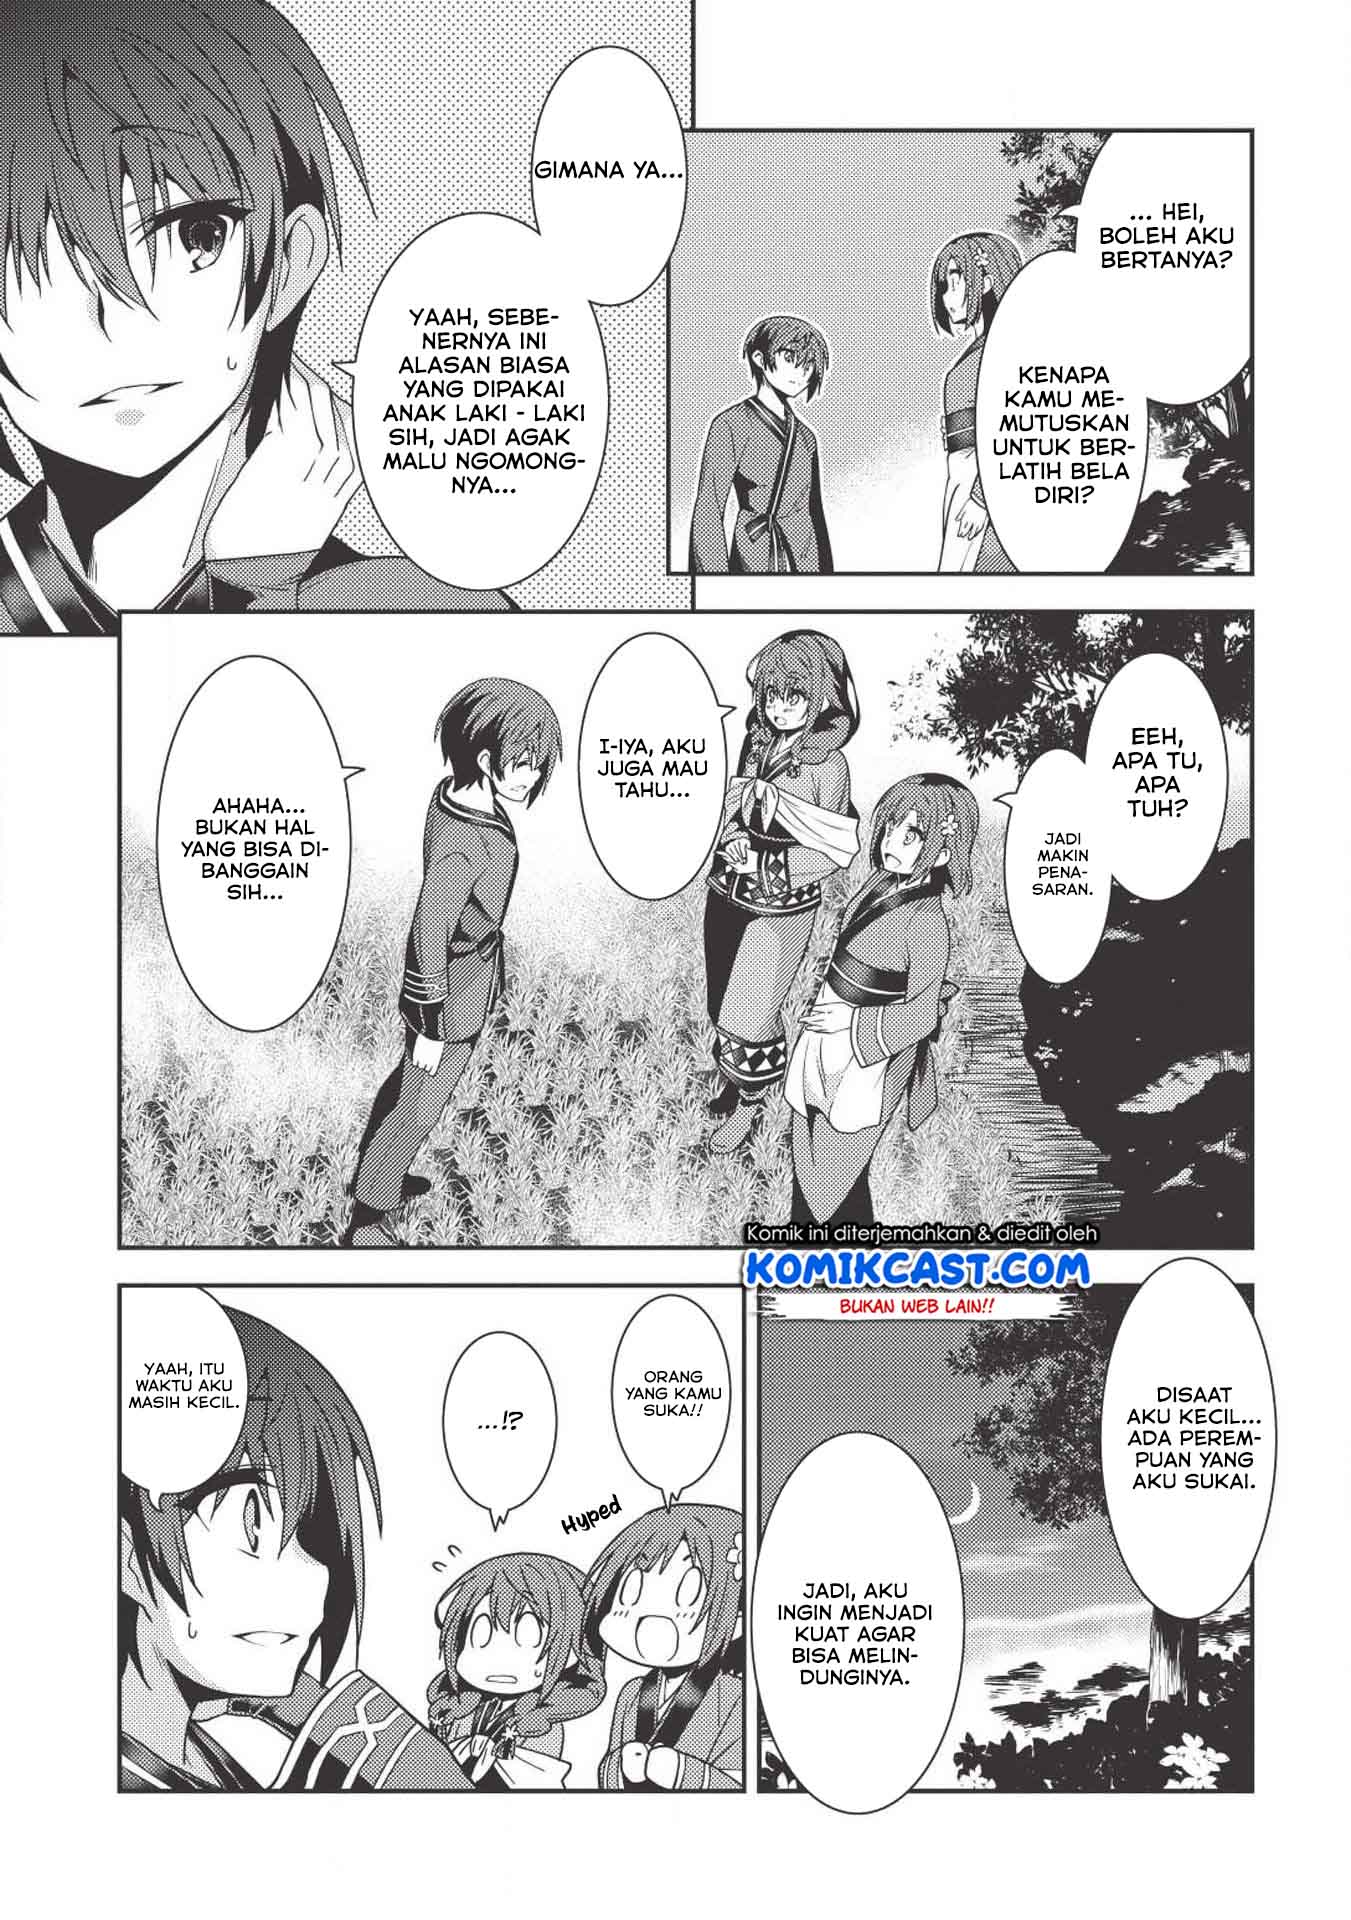 ... HEI,
BOLEH AKU
BERTANYA?
KENAPA
KAMU ME-
MUTUSKAN
UNTUK BER-
LATIH BELA
DIRI?
GIMANA YA...
YAAH, SEBE-
NERNYA INI
ALASAN BIASA
YANG DIPAKAI
ANAK LAKI - LAKI
SIH, JADI AGAK
MALU NGOMONG-
NYA...
EEH,
APA TU,
APA
TUH?
JADI
MAKIN
PENA-
SARAN.
I-IYA, AKU
JUGA MAU
TAHU...
AHAHA...
BUKAN HAL
YANG BISA DI-
BANGGAIN
SIH...
Komik ini diterjemahkan & diedit oleh
KOMIKCAST.COM
BUKAN WEB LAIN!!
DISAAT
AKU KECIL...
ADA PEREM-
PUAN YANG
AKU SUKAI.
JADI, AKU
INGIN MENJADI
KUAT AGAR
BISA MELIN-
DUNGINYA.
ORANG
YANG KAMU
SUKA!!
Hyped
...!?
YAAH, ITU
WAKTU AKU
MASIH KECIL.